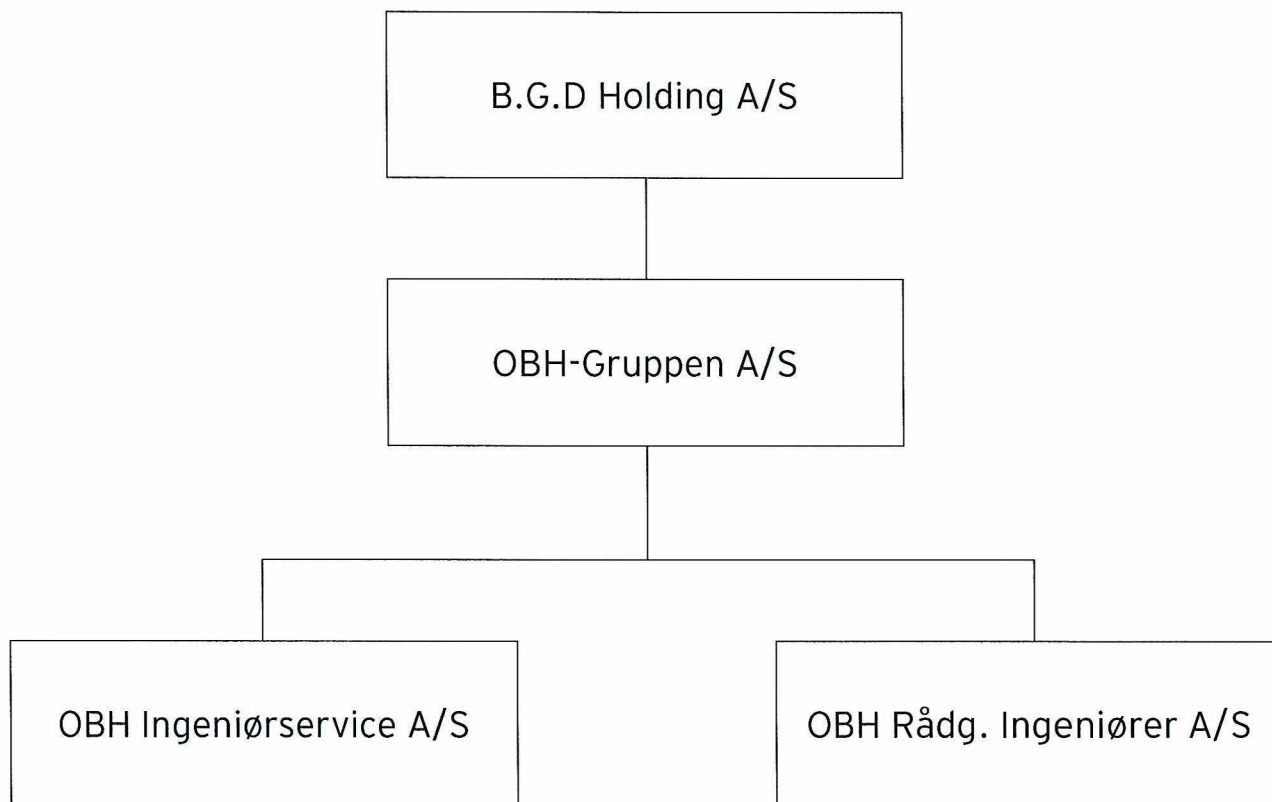 B.G.D Holding A/S
OBH-Gruppen A/S
OBH Ingeniørservice A/S
OBH Rådg. Ingeniører A/S